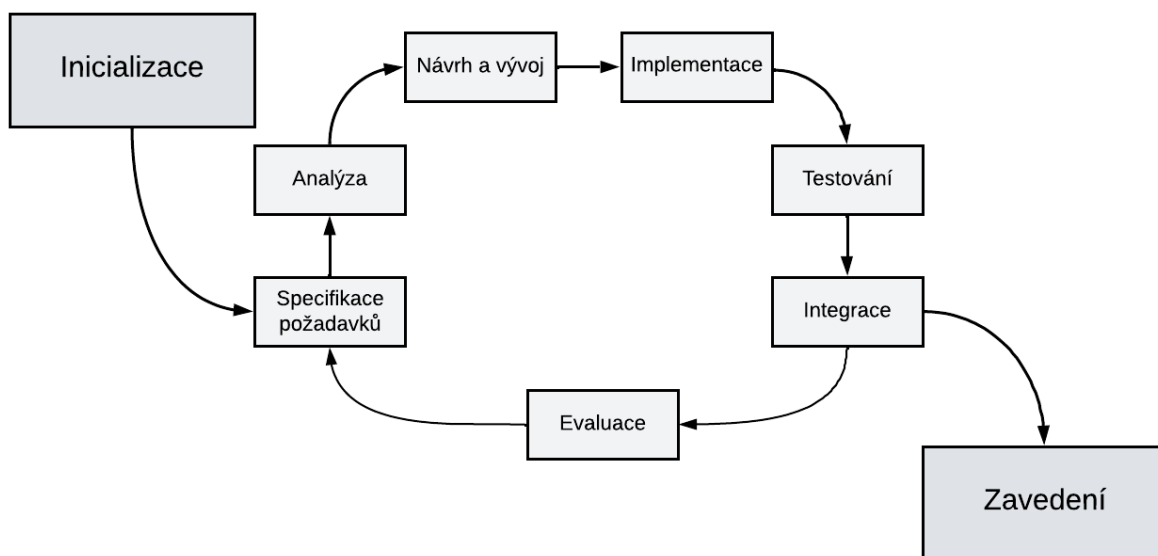 Inicializace
Návrh a vývoj
Implementace
Analýza
Testování
Specifikace
požadavků
Integrace
Evaluace
Zavedení